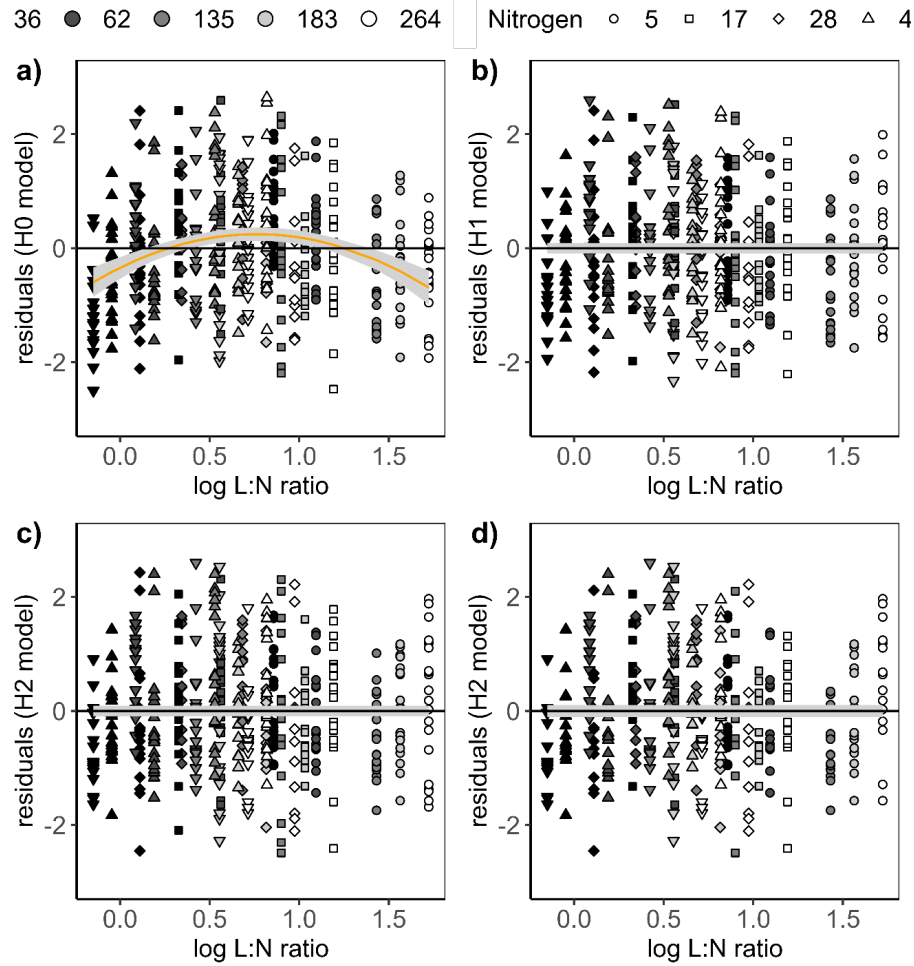 36 62 135 183 264 Nitrogen 5 17 28 4
a) b)
residuals (H0 model) 2 0 -2
0.0 0.5 1.0 1.5
log L:N ratio
residuals (H1 model) 2 0 -2
0.0 0.5 1.0 1.5
log L:N ratio
c) d)
residuals (H2 model) 2 0 -2
0.0 0.5 1.0 1.5
log L:N ratio
residuals (H2 model) 2 0 -2
0.0 0.5 1.0 1.5
log L:N ratio